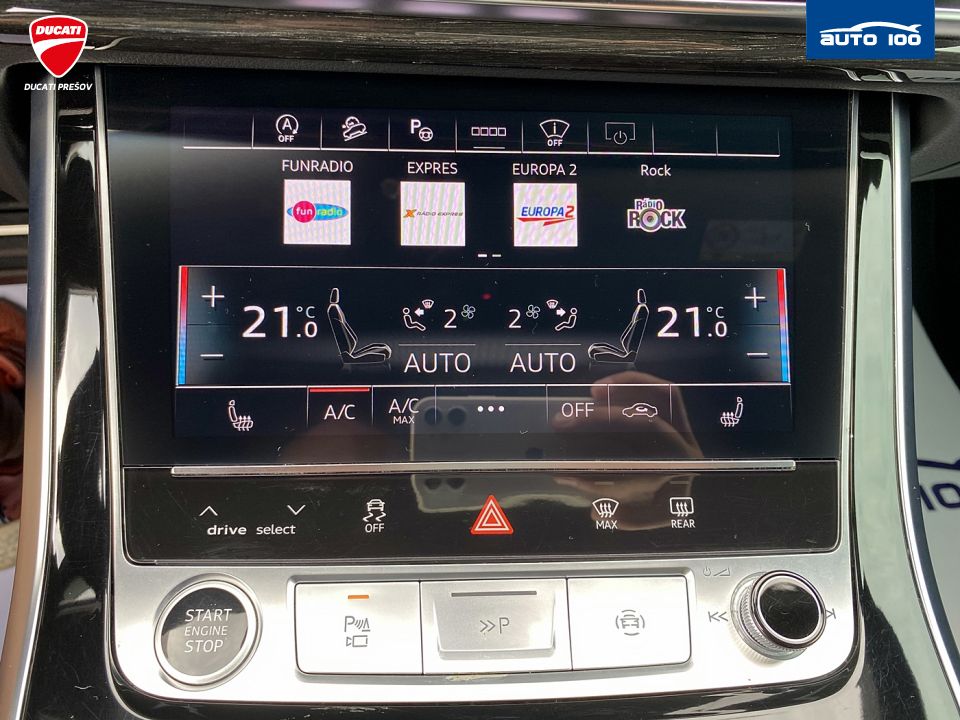 DUCATI
DUCATI PREŠOV
AUTO 100
A
OFF
P
i
OFF
FUNRADIO
EXPRES
EUROPA 2
Rock
fun radio
RÁDIO EXPRES
EUROPA 2
RáDIO
ROCK
+
21.0 °C
2
2
21.0 °C
+
AUTO
AUTO
A/C
A/C
MAX
•••
OFF
drive select
OFF
MAX
REAR
START
ENGINE
STOP
P
>>P